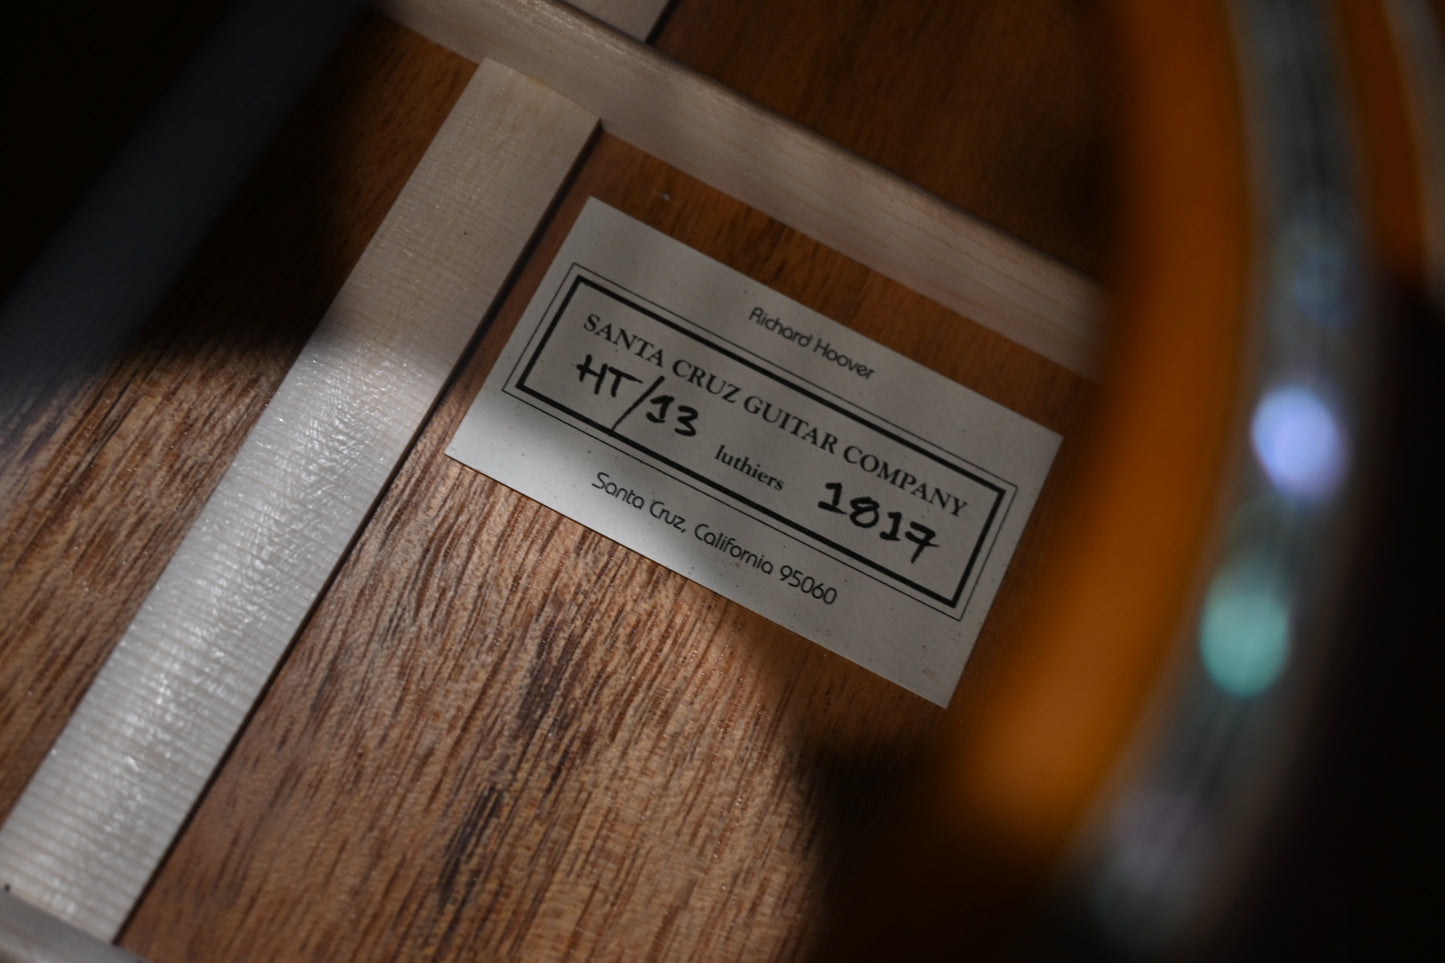 Richard Hoover
SANTA CRUZ GUITAR COMPANY
HT/13 luthiers 1817
Santa Cruz, California 95060